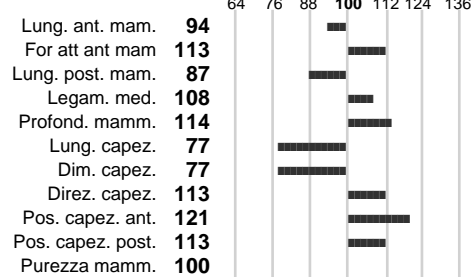 64 76 88 100 112 124 136
Lung. ant. mam. 94
For att ant mam 113
Lung. post. mam. 87
Legam. med. 108
Profond. mamm. 114
Lung. capez. 77
Dim. capez. 77
Direz. capez. 113
Pos. capez. ant. 121
Pos. capez. post. 113
Purezza mamm. 100